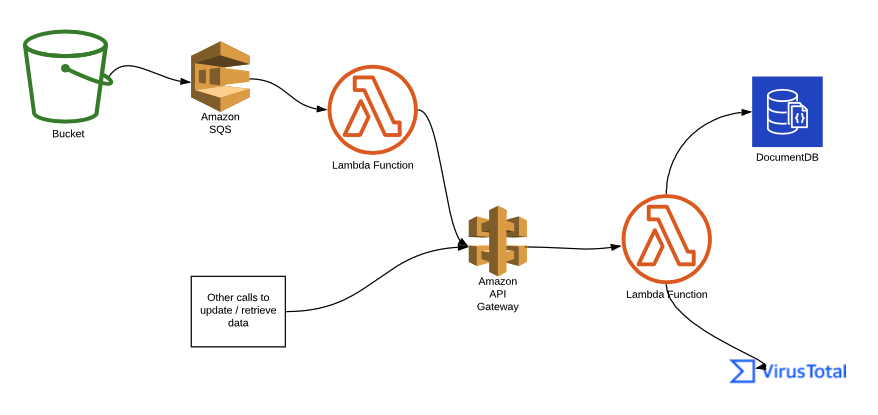 Bucket
Amazon
SQS
Lambda Function
Other calls to
update / retrieve
data
Amazon
API
Gateway
Lambda Function
DocumentDB
VirusTotal